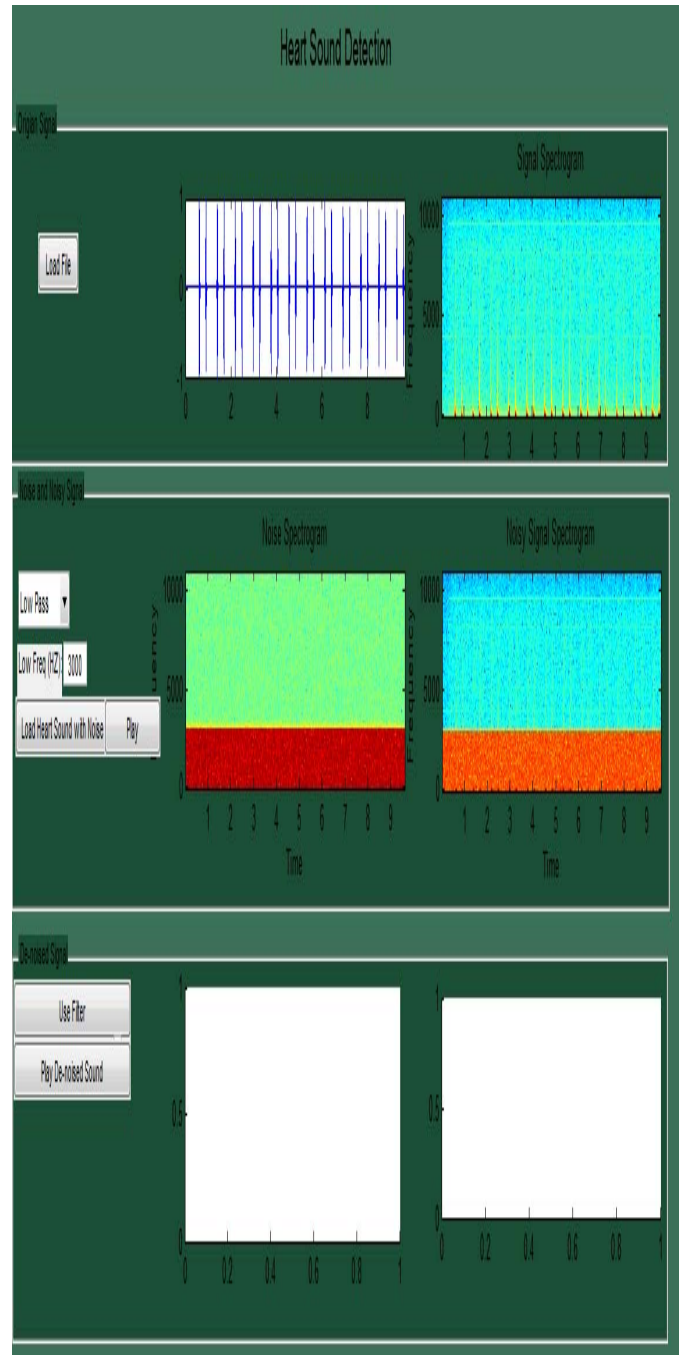 Heart Sound Detection
Origian Signal
Load File
1
0
-1
0 2 4 6 8
Signal Spectrogram
Frequency
10000
5000
0
1 2 3 4 5 6 7 8 9
Noise and Noisy Signal
Low Pass
Low Freq (HZ) 3000
Load Heart Sound with Noise Play
Noise Spectrogram
uency
10000
5000
0
1 2 3 4 5 6 7 8 9
Time
Noisy Signal Spectrogram
Frequency
10000
5000
0
1 2 3 4 5 6 7 8 9
Time
De-noised Signal
Use Filter
Play De-noised Sound
1
0.5
0
0 0.2 0.4 0.6 0.8 1
1
0.5
0
0 0.2 0.4 0.6 0.8 1